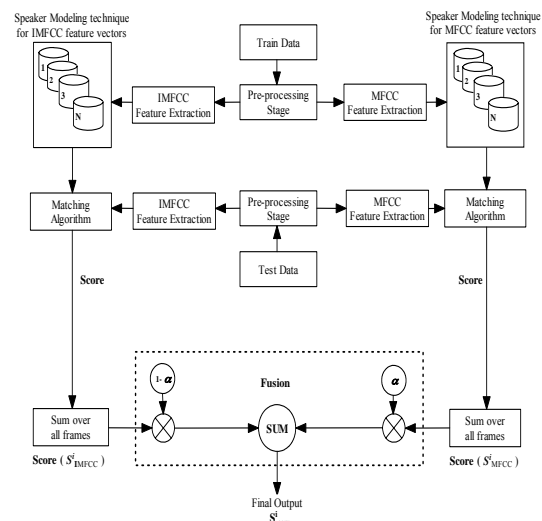 Speaker Modeling technique
for IMFCC feature vectors
Speaker Modeling technique
for MFCC feature vectors
Train Data
1
2
3
N
1
2
3
N
IMFCC
Feature Extraction
Pre-processing
Stage
MFCC
Feature Extraction
Matching
Algorithm
IMFCC
Feature Extraction
Pre-processing
Stage
MFCC
Feature Extraction
Matching
Algorithm
Test Data
Score
Score
1- α
Fusion
α
Sum over
all frames
SUM
Sum over
all frames
Score ( S^i_IMFCC )
Score ( S^i_MFCC )
Final Output